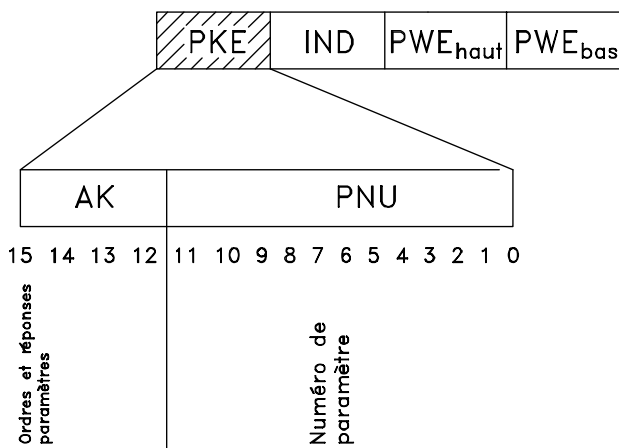 PKE IND PWEhaut PWEbas
AK PNU
15 14 13 12 11 10 9 8 7 6 5 4 3 2 1 0
Ordres et réponses
paramètres
Numéro de
paramètre